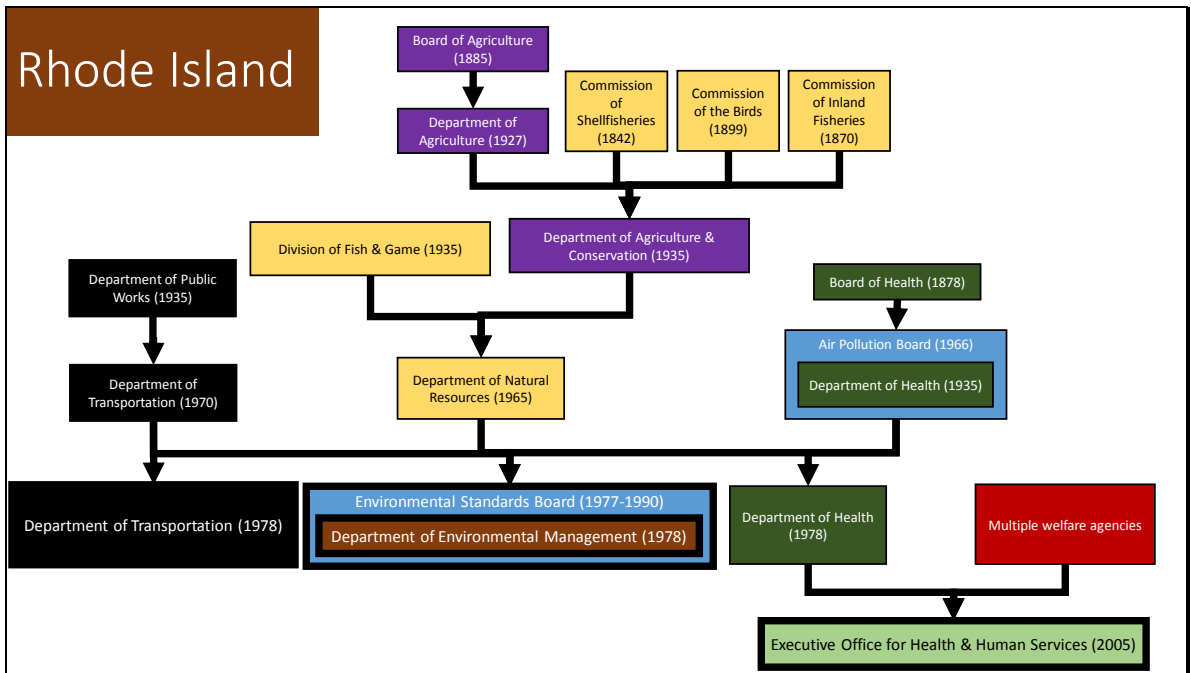 Rhode Island
Board of Agriculture
(1885)
Department of
Agriculture (1927)
Commission
of
Shellfisheries
(1842)
Commission
of the Birds
(1899)
Commission
of Inland
Fisheries
(1870)
Division of Fish & Game (1935)
Department of Agriculture &
Conservation (1935)
Department of Public
Works (1935)
Board of Health (1878)
Air Pollution Board (1966)
Department of Health (1935)
Department of
Transportation (1970)
Department of Natural
Resources (1965)
Department of Transportation (1978)
Environmental Standards Board (1977-1990)
Department of Environmental Management (1978)
Department of Health
(1978)
Multiple welfare agencies
Executive Office for Health & Human Services (2005)